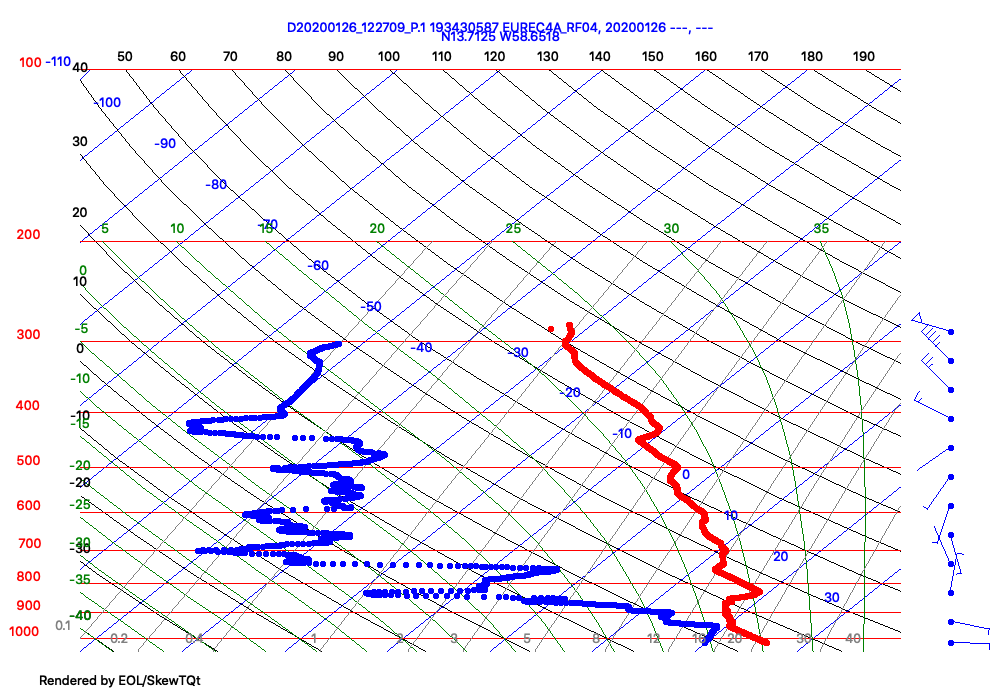 D20200126_122709_P.1 193430587 EUREC4A_RF04, 20200126 ---, ---
N13.7125 W58.6518
100 -110 40 50 60 70 80 90 100 110 120 130 140 150 160 170 180 190
-100
30 -90
-80
20 -70
200 5 10 15 20 25 30 35
0 -60
10
-50
-5
300 -40 -30
0
-10 -20
400 -10
-15 -10
500 -20 0
-20
600 -25 10
700 -30 20
-30
800 -35
900 -40 30
1000 0.1 0.2 0.4 1 2 3 5 8 12 16 20 30 40
Rendered by EOL/SkewTQt